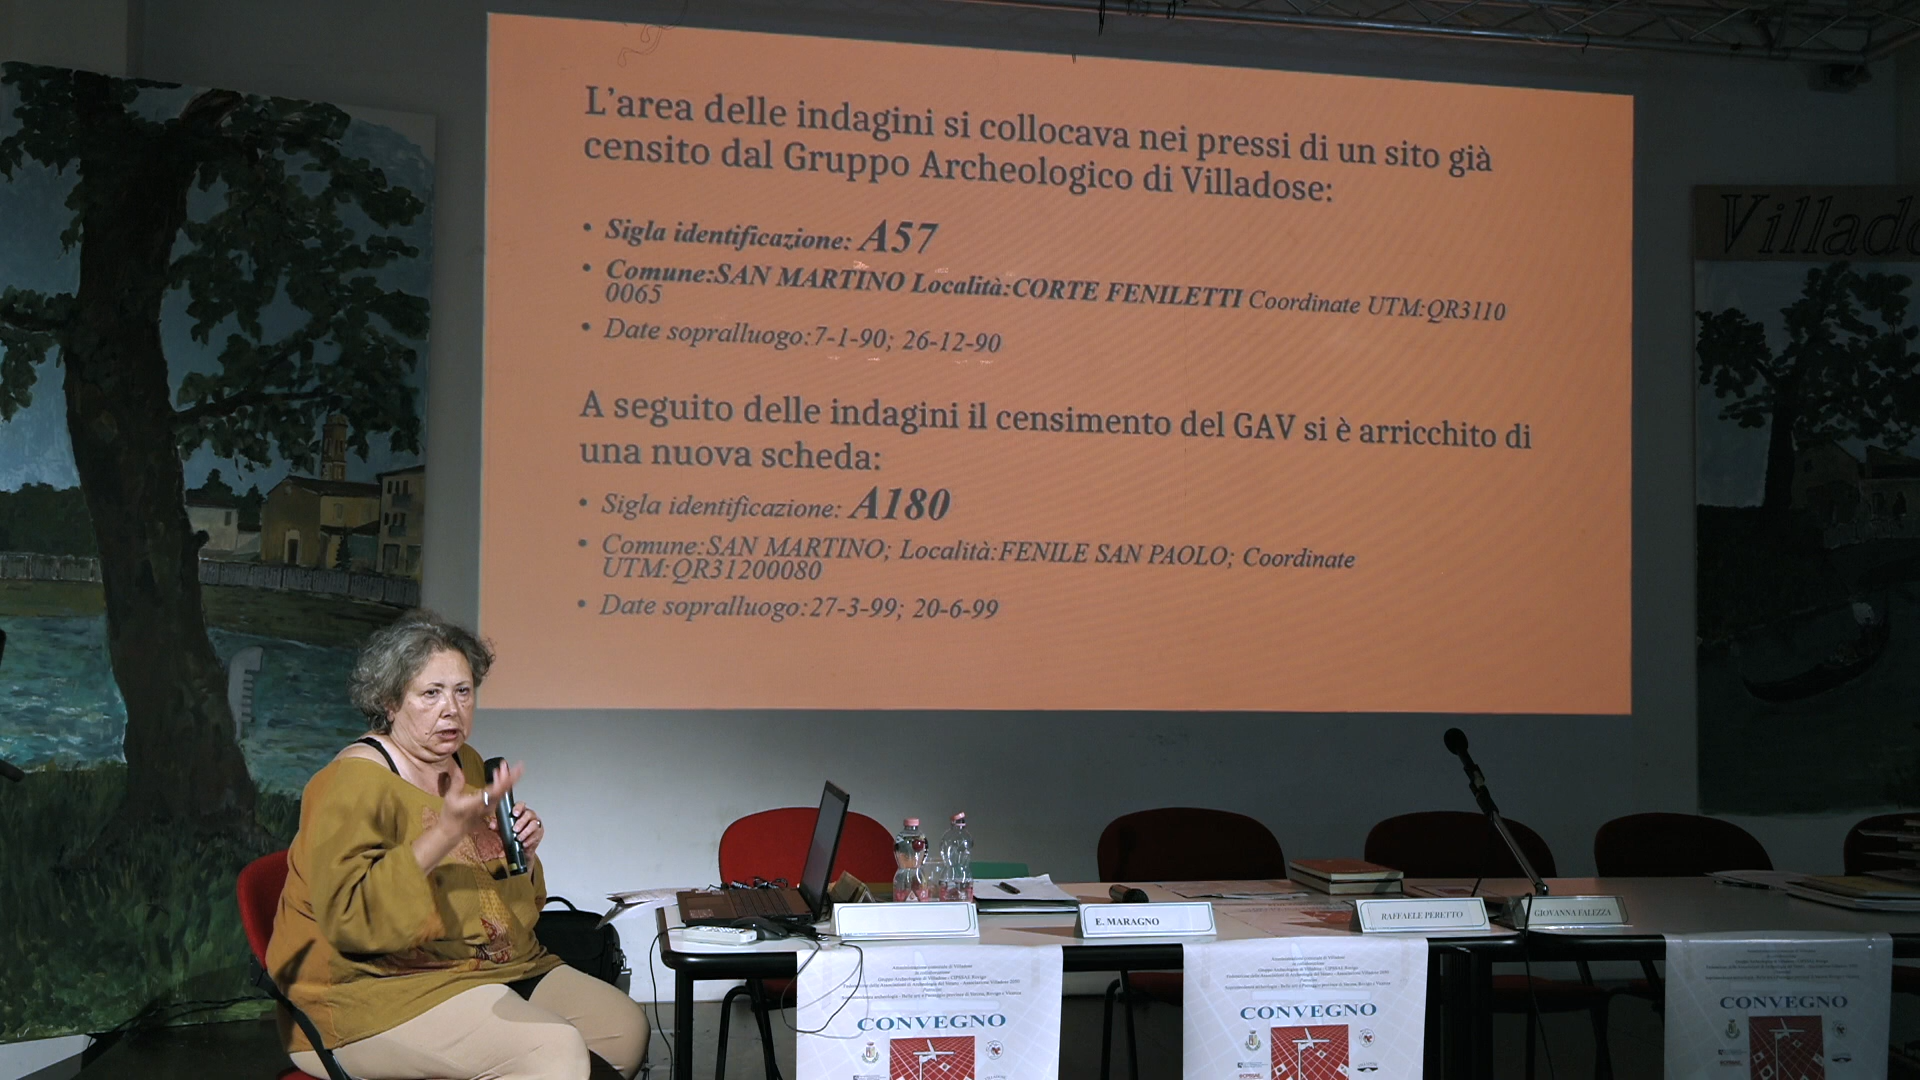 L'area delle indagini si collocava nei pressi di un sito già
censito dal Gruppo Archeologico di Villadose:
• Sigla identificazione: A57
• Comune:SAN MARTINO Località:CORTE FENILETTI Coordinate UTM:QR3110
0065
• Date sopralluogo:7-1-90; 26-12-90
A seguito delle indagini il censimento del GAV si è arricchito di
una nuova scheda:
• Sigla identificazione: A180
• Comune:SAN MARTINO; Località:FENILE SAN PAOLO; Coordinate
UTM:QR31200080
• Date sopralluogo:27-3-99; 20-6-99
Villado
E. MARAGNO
RAFFAELE PERETTO
GIOVANNA FALEZZA
CONVEGNO
CONVEGNO
CONVEGNO